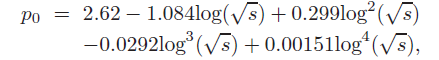 p₀ = 2.62 − 1.084log(√s) + 0.299log²(√s)
−0.0292log³(√s) + 0.00151log⁴(√s),